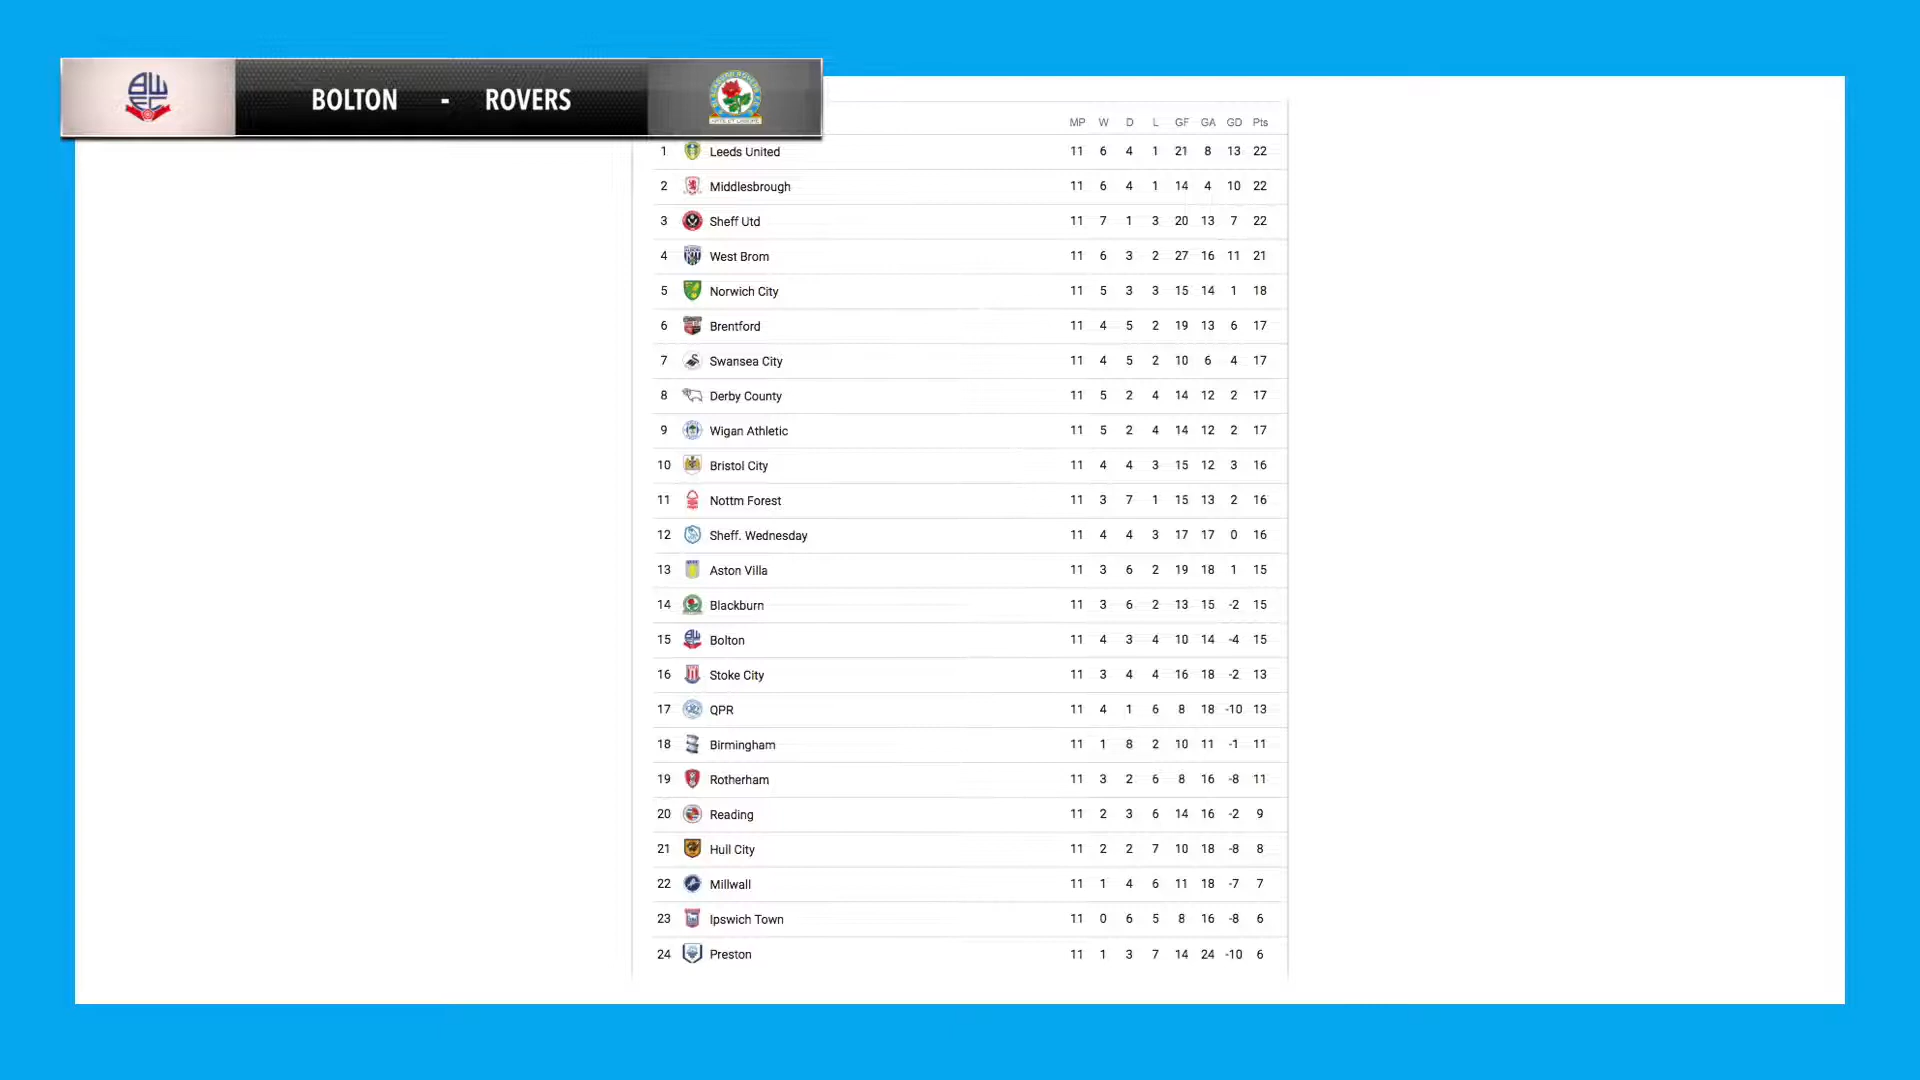 BOLTON - ROVERS
MP W D L GF GA GD Pts
1 Leeds United 11 6 4 1 21 8 13 22
2 Middlesbrough 11 6 4 1 14 4 10 22
3 Sheff Utd 11 7 1 3 20 13 7 22
4 West Brom 11 6 3 2 27 16 11 21
5 Norwich City 11 5 3 3 15 14 1 18
6 Brentford 11 4 5 2 19 13 6 17
7 Swansea City 11 4 5 2 10 6 4 17
8 Derby County 11 5 2 4 14 12 2 17
9 Wigan Athletic 11 5 2 4 14 12 2 17
10 Bristol City 11 4 4 3 15 12 3 16
11 Nottm Forest 11 3 7 1 15 13 2 16
12 Sheff. Wednesday 11 4 4 3 17 17 0 16
13 Aston Villa 11 3 6 2 19 18 1 15
14 Blackburn 11 3 6 2 13 15 -2 15
15 Bolton 11 4 3 4 10 14 -4 15
16 Stoke City 11 3 4 4 16 18 -2 13
17 QPR 11 4 1 6 8 18 -10 13
18 Birmingham 11 1 8 2 10 11 -1 11
19 Rotherham 11 3 2 6 8 16 -8 11
20 Reading 11 2 3 6 14 16 -2 9
21 Hull City 11 2 2 7 10 18 -8 8
22 Millwall 11 1 4 6 11 18 -7 7
23 Ipswich Town 11 0 6 5 8 16 -8 6
24 Preston 11 1 3 7 14 24 -10 6